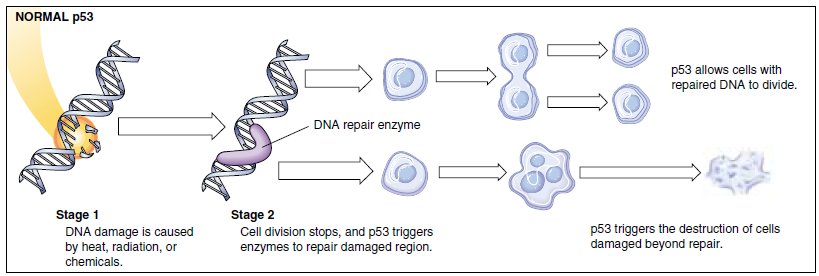 NORMAL p53
p53 allows cells with
repaired DNA to divide.
DNA repair enzyme
Stage 1
DNA damage is caused
by heat, radiation, or
chemicals.
Stage 2
Cell division stops, and p53 triggers
enzymes to repair damaged region.
p53 triggers the destruction of cells
damaged beyond repair.